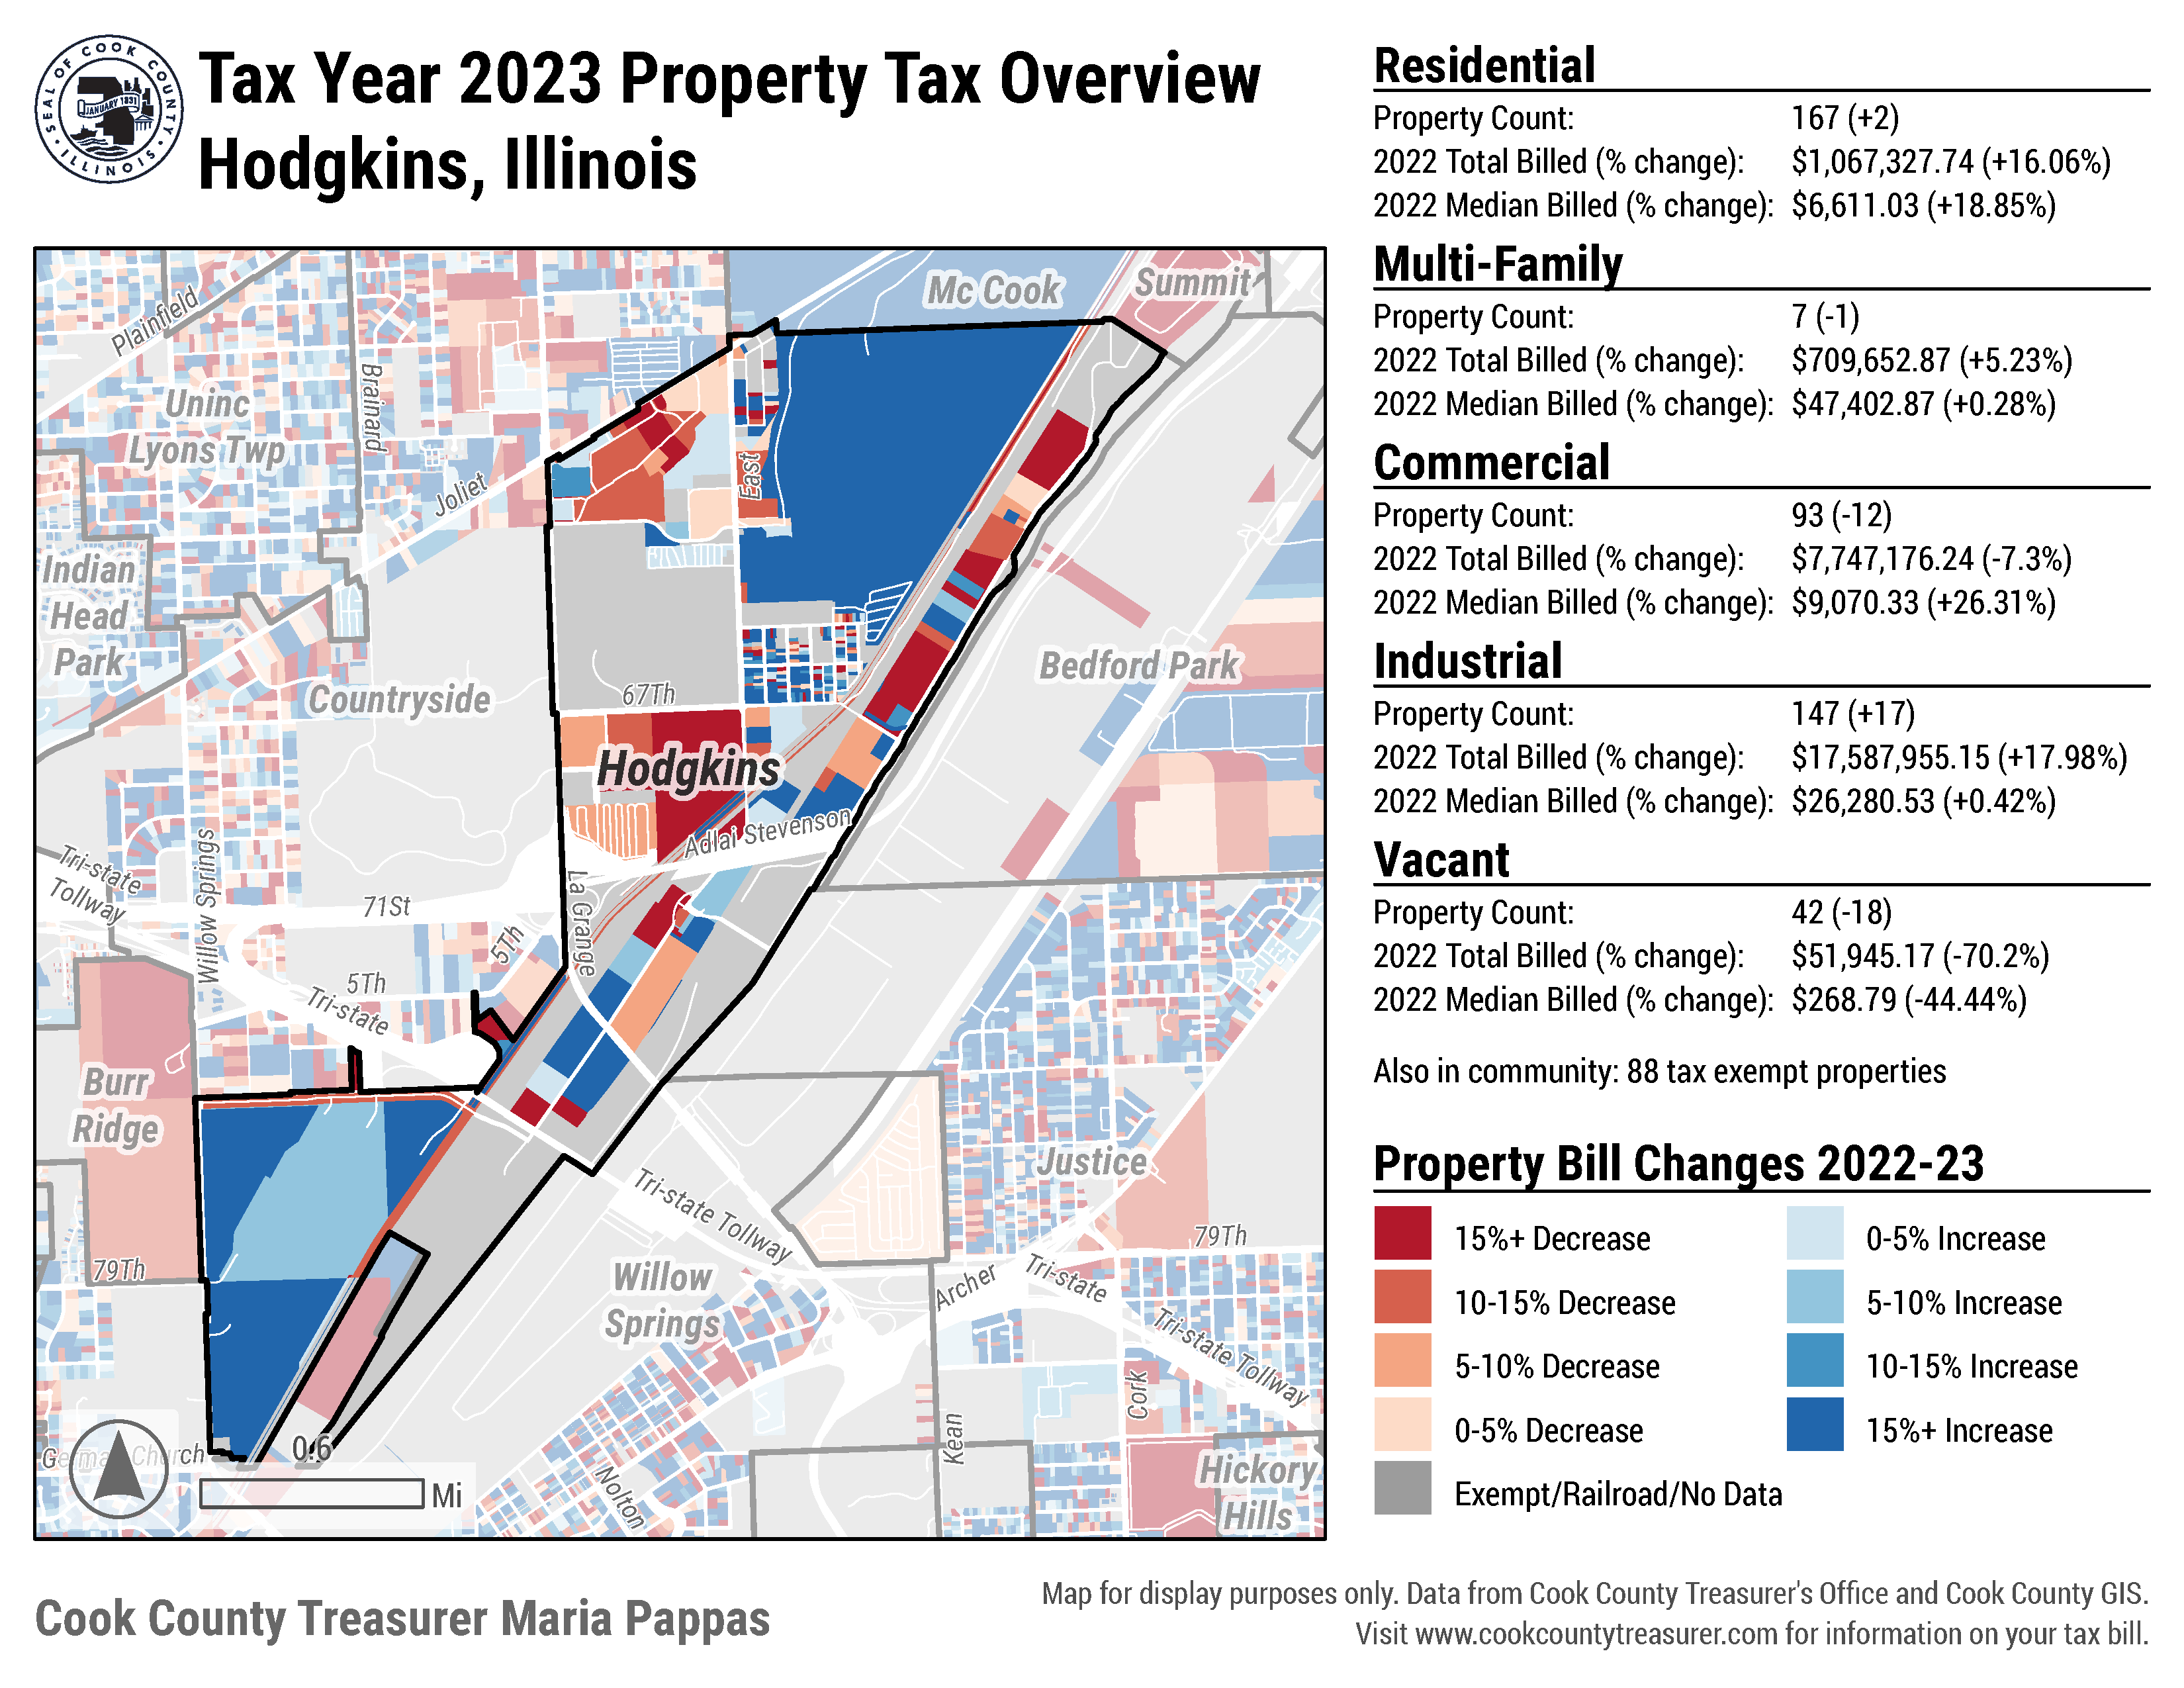 SEAL OF COOK COUNTY
ILLINOIS
JANUARY 1831
Tax Year 2023 Property Tax Overview
Hodgkins, Illinois
Residential
Property Count: 167 (+2)
2022 Total Billed (% change): $1,067,327.74 (+16.06%)
2022 Median Billed (% change): $6,611.03 (+18.85%)
Multi-Family
Property Count: 7 (-1)
2022 Total Billed (% change): $709,652.87 (+5.23%)
2022 Median Billed (% change): $47,402.87 (+0.28%)
Commercial
Property Count: 93 (-12)
2022 Total Billed (% change): $7,747,176.24 (-7.3%)
2022 Median Billed (% change): $9,070.33 (+26.31%)
Industrial
Property Count: 147 (+17)
2022 Total Billed (% change): $17,587,955.15 (+17.98%)
2022 Median Billed (% change): $26,280.53 (+0.42%)
Vacant
Property Count: 42 (-18)
2022 Total Billed (% change): $51,945.17 (-70.2%)
2022 Median Billed (% change): $268.79 (-44.44%)
Also in community: 88 tax exempt properties
Property Bill Changes 2022-23
15%+ Decrease
10-15% Decrease
5-10% Decrease
0-5% Decrease
Exempt/Railroad/No Data
0-5% Increase
5-10% Increase
10-15% Increase
15%+ Increase
Mc Cook
Summit
Plainfield
Uninc
Lyons Twp
Brainard
Joliet
East
Indian
Head
Park
Countryside
67Th
Bedford Park
Hodgkins
Adlai Stevenson
Tri-state
Tollway
Willow Springs
71St
La Grange
5Th
5Th
Tri-state
Burr
Ridge
Justice
Tri-state Tollway
79Th
79Th
Willow
Springs
Archer
Tri-state
Tri-state Tollway
Cork
Kean
German Church
0.6
Mi
Nolton
Hickory
Hills
Cook County Treasurer Maria Pappas
Map for display purposes only. Data from Cook County Treasurer's Office and Cook County GIS.
Visit www.cookcountytreasurer.com for information on your tax bill.